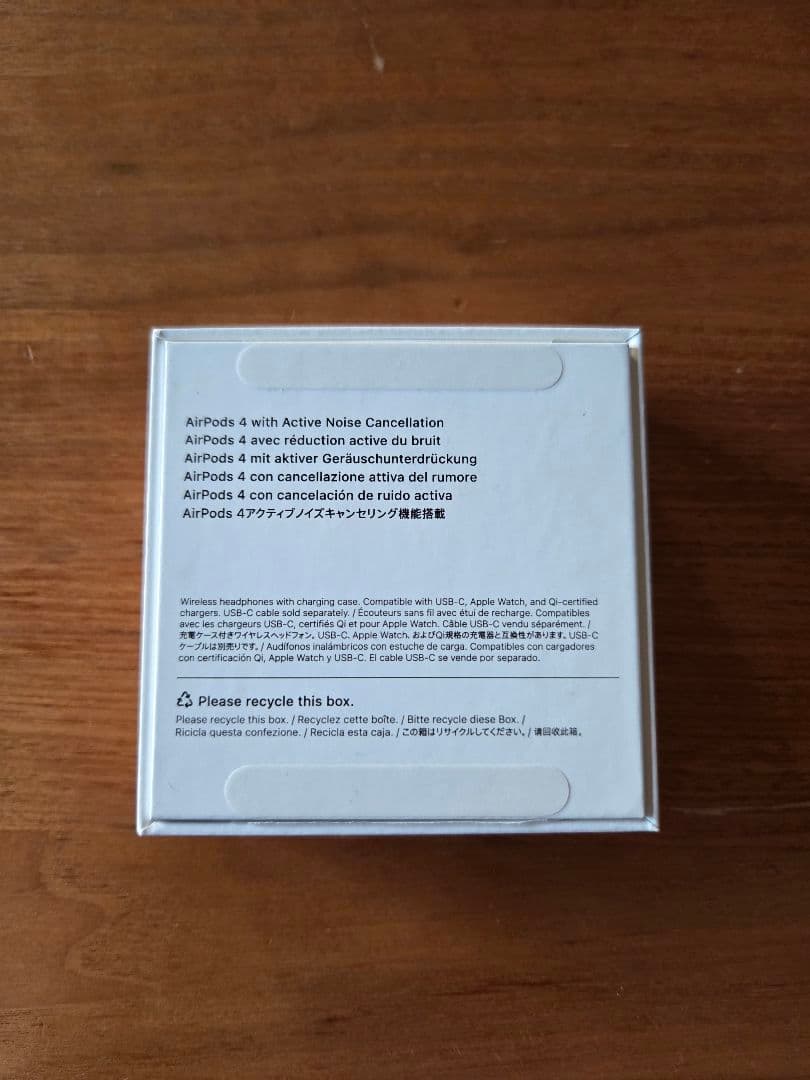 AirPods 4 with Active Noise Cancellation
AirPods 4 avec réduction active du bruit
AirPods 4 mit aktiver Geräuschunterdrückung
AirPods 4 con cancellazione attiva del rumore
AirPods 4 con cancelación de ruido activa
AirPods 4アクティブノイズキャンセリング機能搭載
Wireless headphones with charging case. Compatible with USB-C, Apple Watch, and Qi-certified
chargers. USB-C cable sold separately. / Écouteurs sans fil avec étui de recharge. Compatibles
avec les chargeurs USB-C, certifiés Qi et pour Apple Watch. Câble USB-C vendu séparément. /
充電ケース付きワイヤレスヘッドフォン。USB-C、Apple Watch、およびQi規格の充電器と互換性があります。USB-C
ケーブルは別売りです。/ Audífonos inalámbricos con estuche de carga. Compatibles con cargadores
con certificación Qi, Apple Watch y USB-C. El cable USB-C se vende por separado.
Please recycle this box.
Please recycle this box. / Recyclez cette boîte. / Bitte recycle diese Box. /
Ricicla questa confezione. / Recicla esta caja. / この箱はリサイクルしてください。/ 请回收此箱。